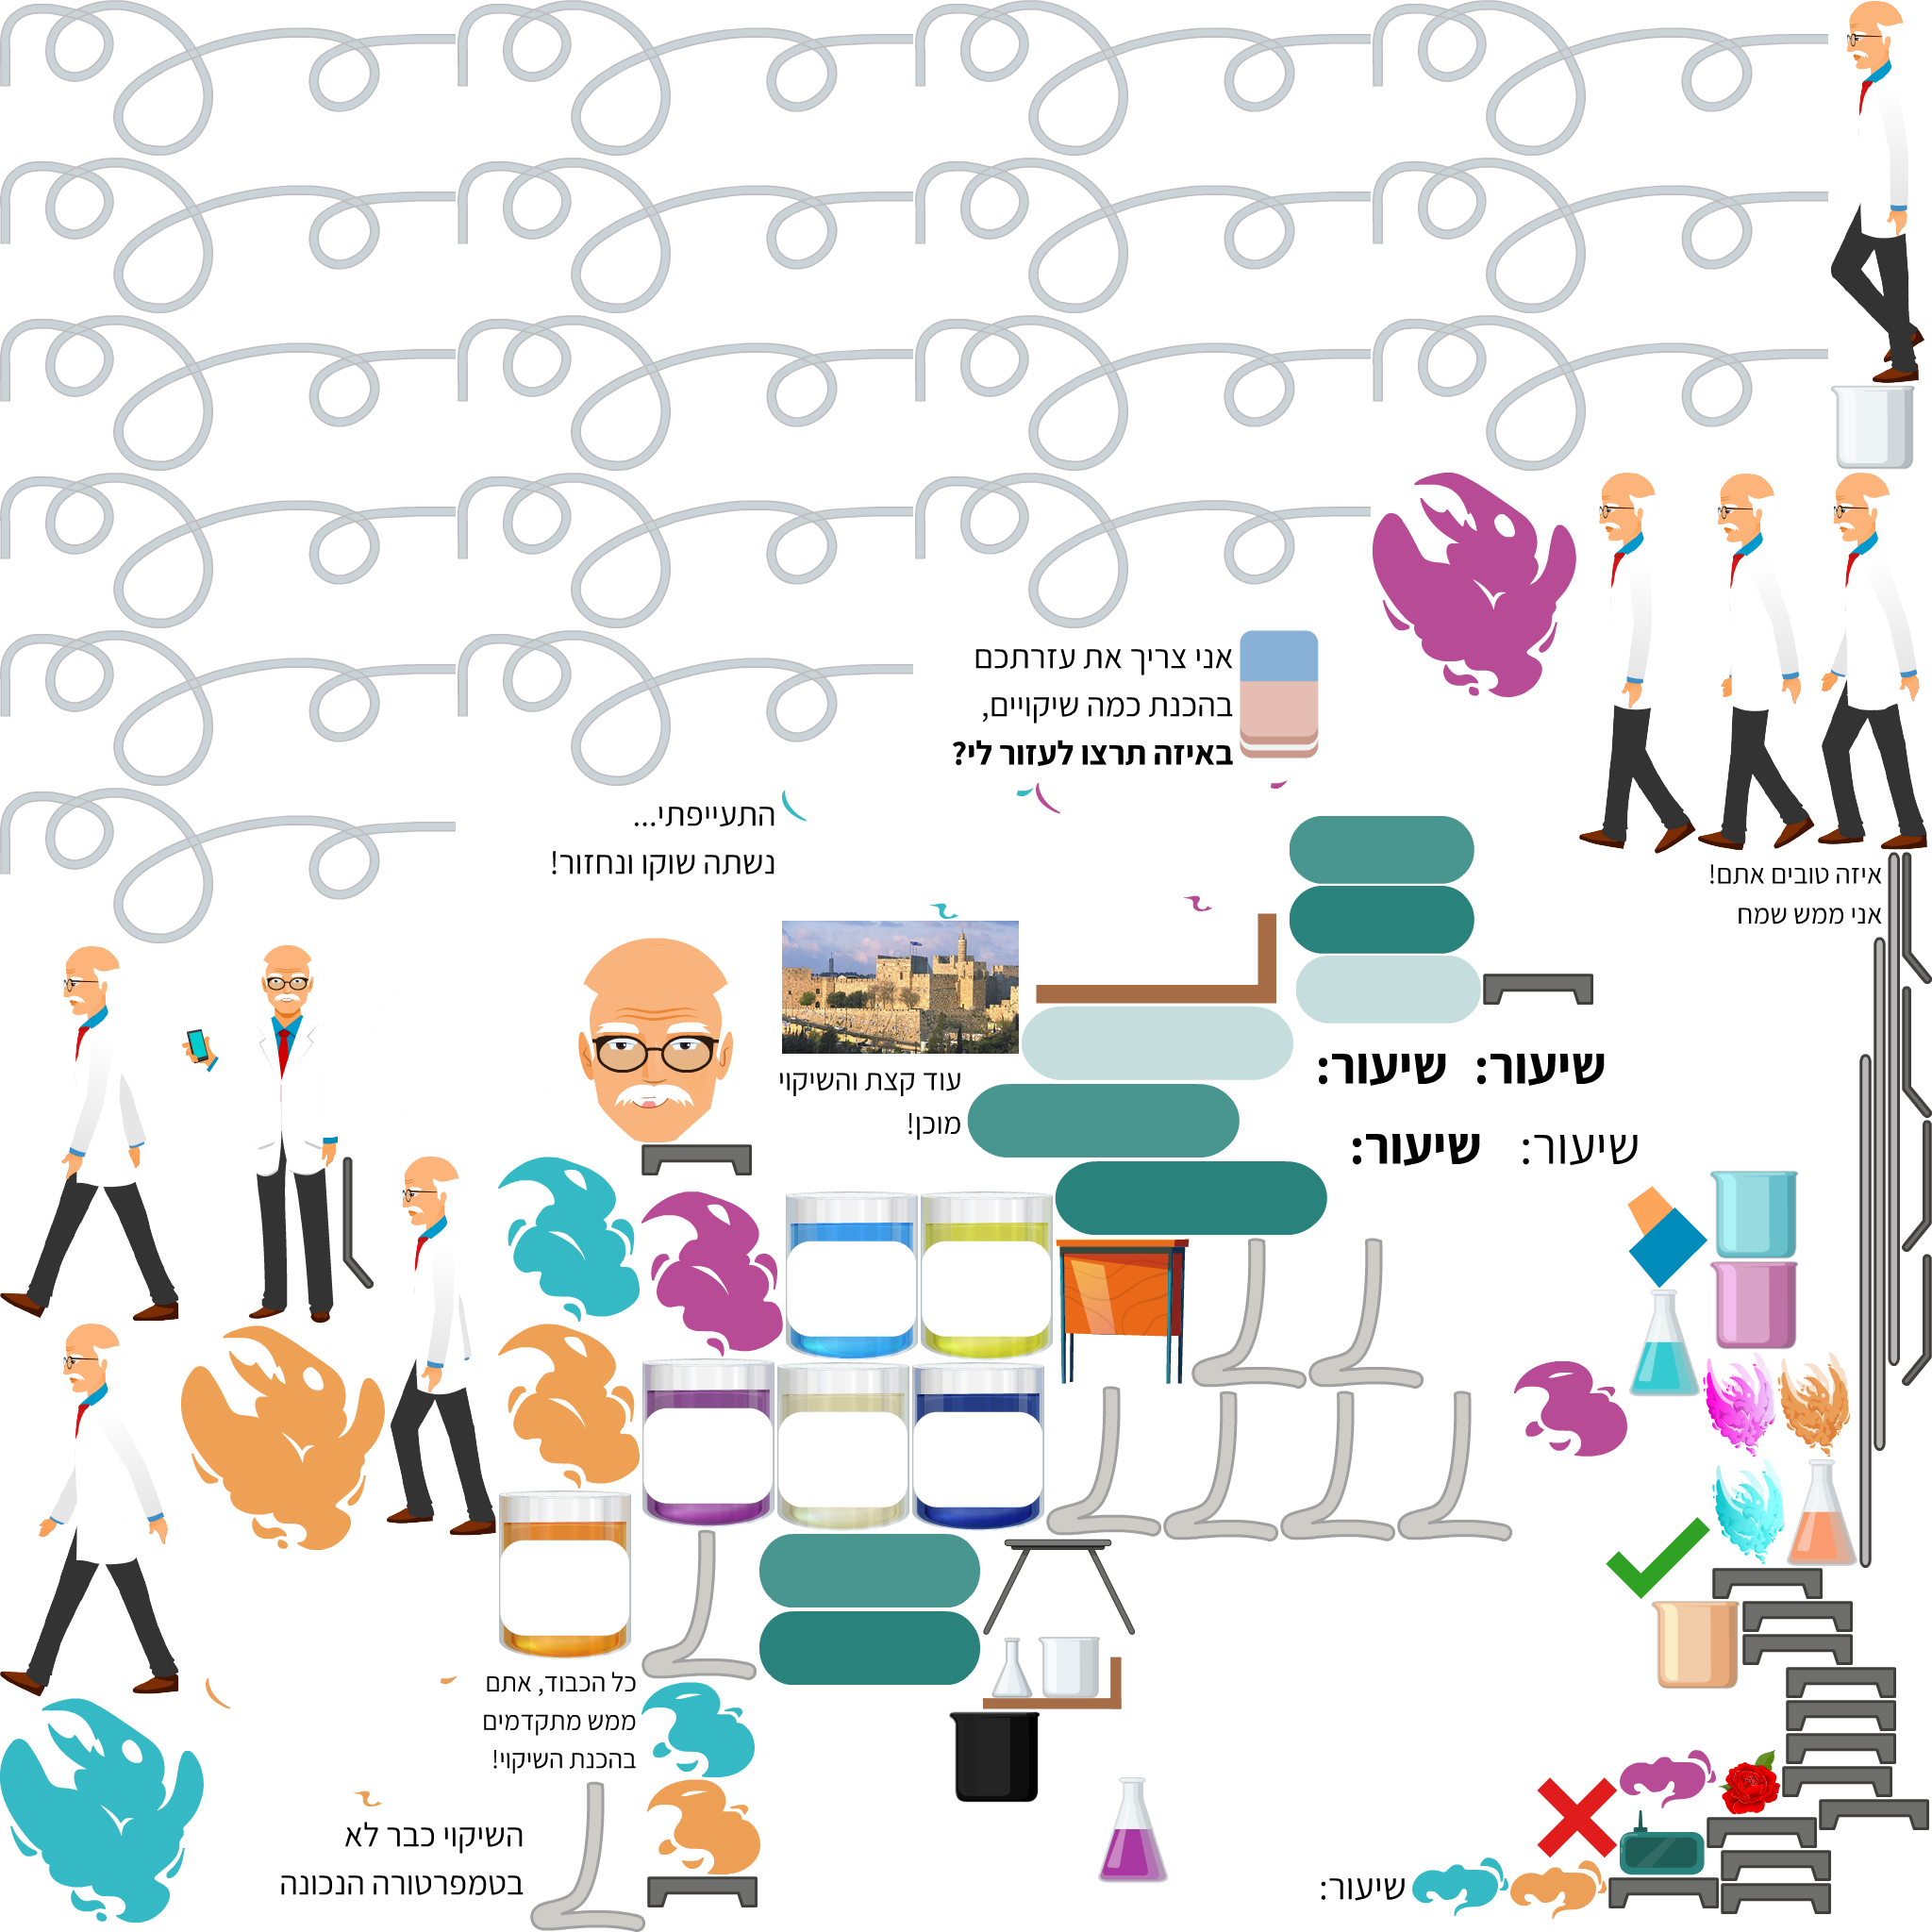 אני צריך את עזרתכם
בהכנת כמה שיקויים,
באיזה תרצו לעזור לי?
התעייפתי...
נשתה שוקו ונחזור!
איזה טובים אתם!
אני ממש שמח
עוד קצת והשיקוי
מוכן!
שיעור: שיעור:
שיעור: שיעור:
כל הכבוד, אתם
ממש מתקדמים
בהכנת השיקוי!
השיקוי כבר לא
בטמפרטורה הנכונה
שיעור: